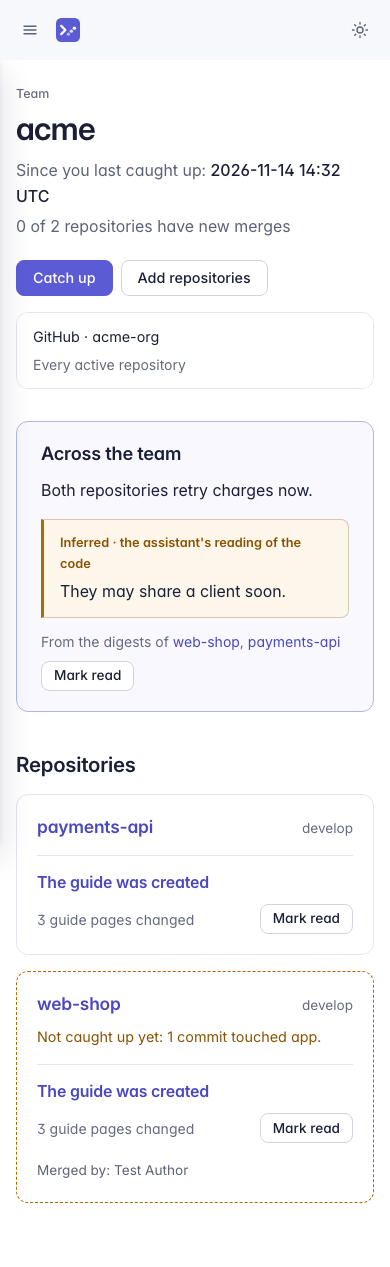 Team
acme
Since you last caught up: 2026-11-14 14:32
UTC
0 of 2 repositories have new merges
Catch up
Add repositories
GitHub · acme-org
Every active repository
Across the team
Both repositories retry charges now.
Inferred · the assistant's reading of the
code
They may share a client soon.
From the digests of web-shop, payments-api
Mark read
Repositories
payments-api
develop
The guide was created
3 guide pages changed
Mark read
web-shop
develop
Not caught up yet: 1 commit touched app.
The guide was created
3 guide pages changed
Mark read
Merged by: Test Author